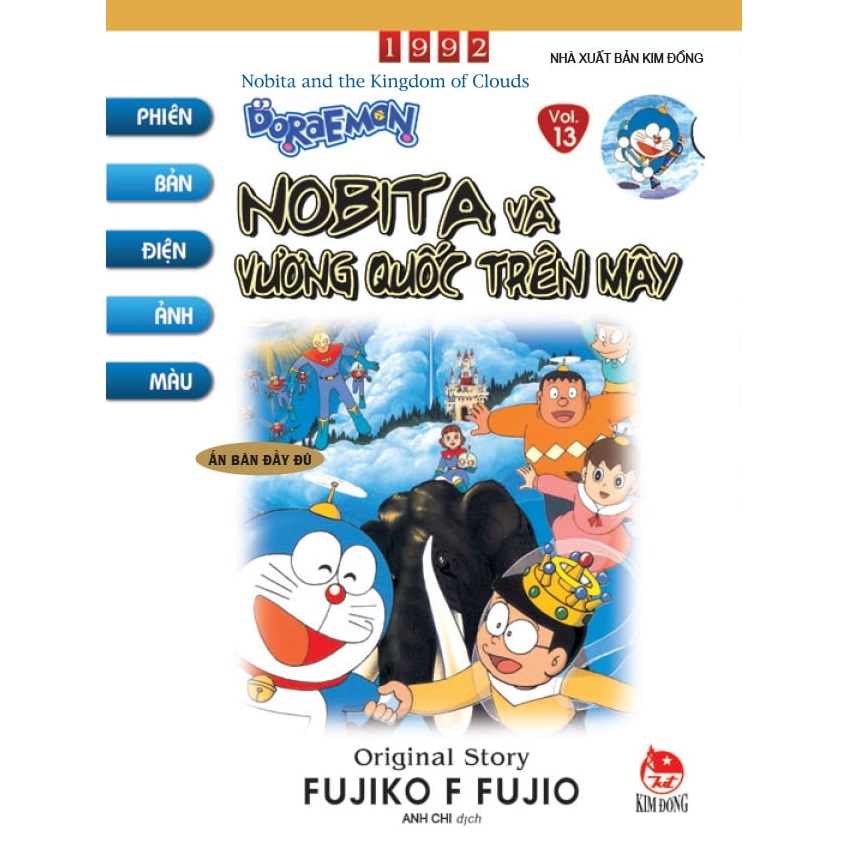 1992
NHÀ XUẤT BẢN KIM ĐỒNG
Nobita and the Kingdom of Clouds
DORAEMON
Vol.
13
PHIÊN
BẢN
ĐIỆN
ẢNH
MÀU
NOBITA VÀ
VƯƠNG QUỐC TRÊN MÂY
ẤN BẢN ĐẦY ĐỦ
Original Story
FUJIKO F FUJIO
ANH CHI dịch
kđ
KIM ĐỒNG